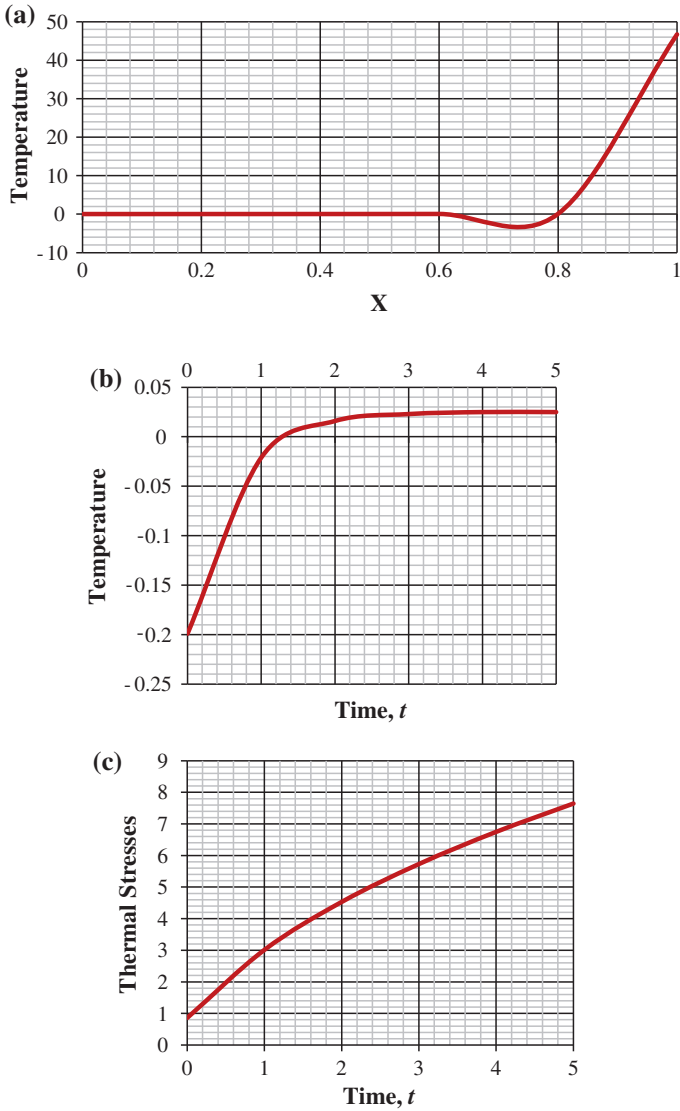 (a)
50
40
30
20
10
0
-10
Temperature
0 0.2 0.4 0.6 0.8 1
X
(b)
0 1 2 3 4 5
0.05
0
-0.05
-0.1
-0.15
-0.2
-0.25
Temperature
Time, t
(c)
9
8
7
6
5
4
3
2
1
0
Thermal Stresses
0 1 2 3 4 5
Time, t